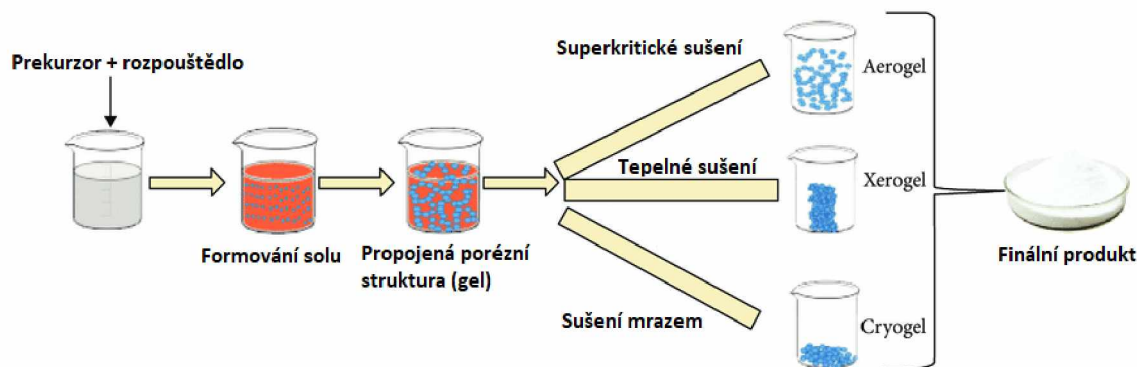 Prekurzor + rozpouštědlo
Formování solu
Propojená porézní
struktura (gel)
Superkritické sušení
Tepelné sušení
Sušení mrazem
Aerogel
Xerogel
Cryogel
Finální produkt